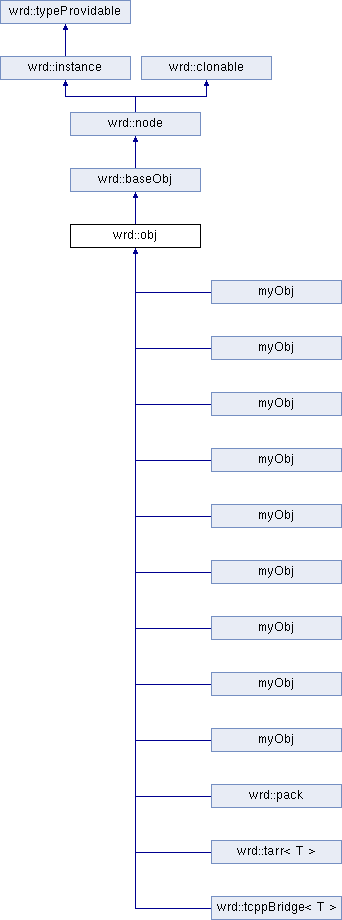 wrd::typeProvidable
wrd::instance
wrd::clonable
wrd::node
wrd::baseObj
wrd::obj
myObj
myObj
myObj
myObj
myObj
myObj
myObj
myObj
myObj
wrd::pack
wrd::tarr< T >
wrd::tcppBridge< T >